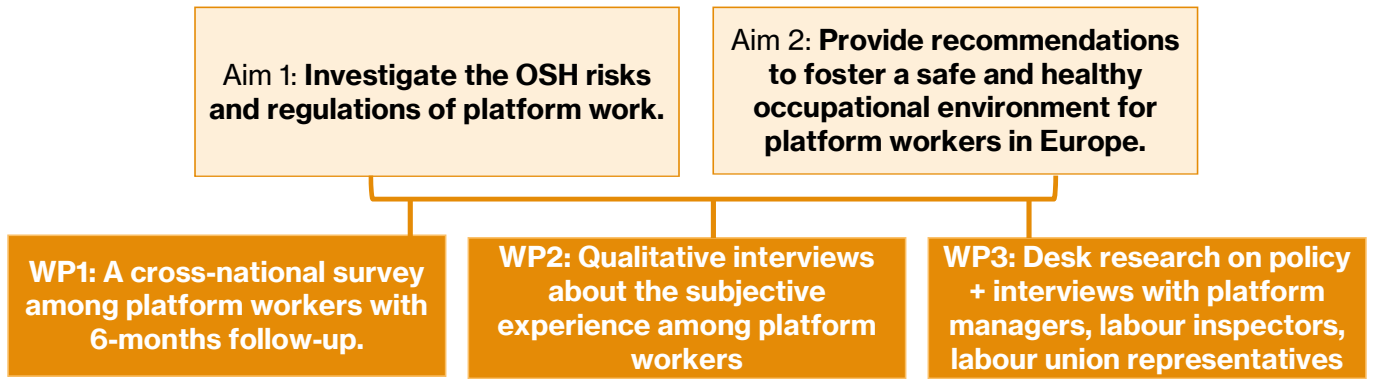 Aim 1: Investigate the OSH risks
and regulations of platform work.
Aim 2: Provide recommendations
to foster a safe and healthy
occupational environment for
platform workers in Europe.
WP1: A cross-national survey
among platform workers with
6-months follow-up.
WP2: Qualitative interviews
about the subjective
experience among platform
workers
WP3: Desk research on policy
+ interviews with platform
managers, labour inspectors,
labour union representatives